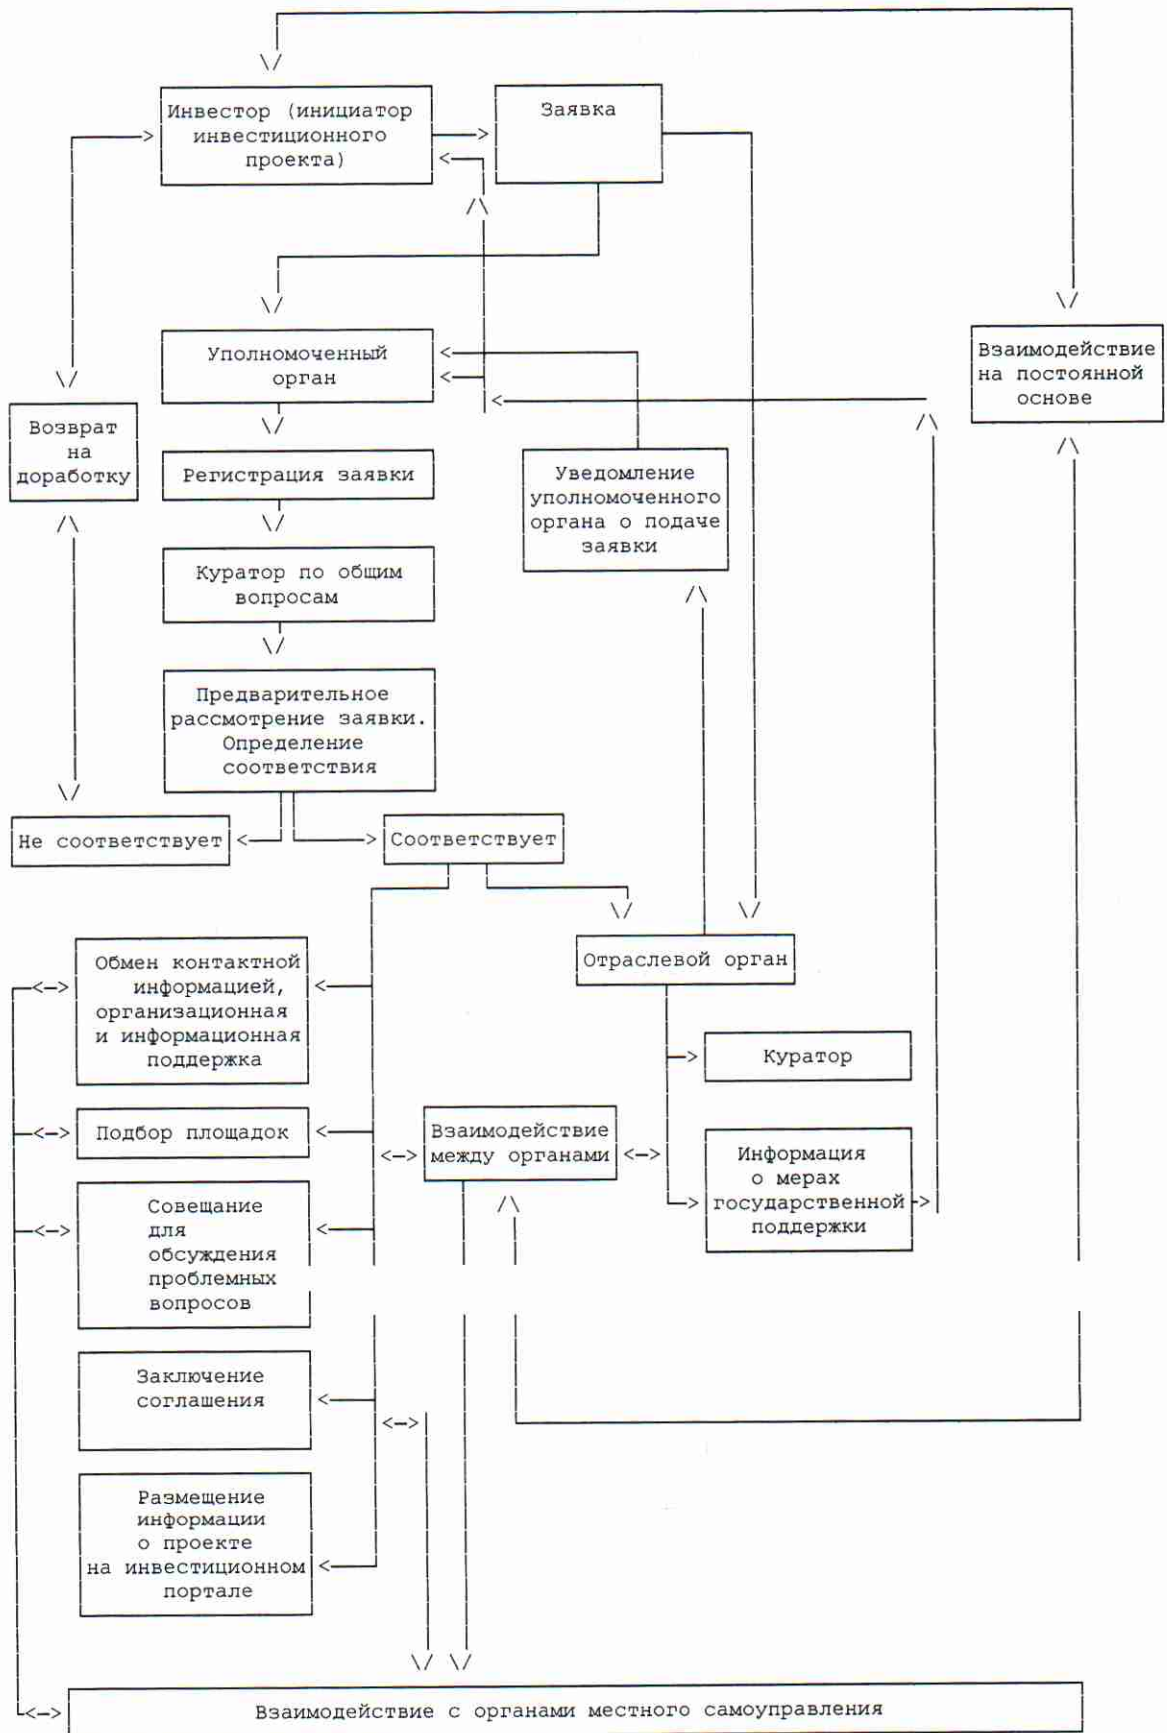 Инвестор (инициатор
инвестиционного
проекта)
Заявка
Уполномоченный
орган
Взаимодействие
на постоянной
основе
Возврат
на
доработку
Регистрация заявки
Уведомление
уполномоченного
органа о подаче
заявки
Куратор по общим
вопросам
Предварительное
рассмотрение заявки.
Определение
соответствия
Не соответствует
Соответствует
Обмен контактной
информацией,
организационная
и информационная
поддержка
Отраслевой орган
Куратор
Подбор площадок
Взаимодействие
между органами
Информация
о мерах
государственной
поддержки
Совещание
для
обсуждения
проблемных
вопросов
Заключение
соглашения
Размещение
информации
о проекте
на инвестиционном
портале
Взаимодействие с органами местного самоуправления